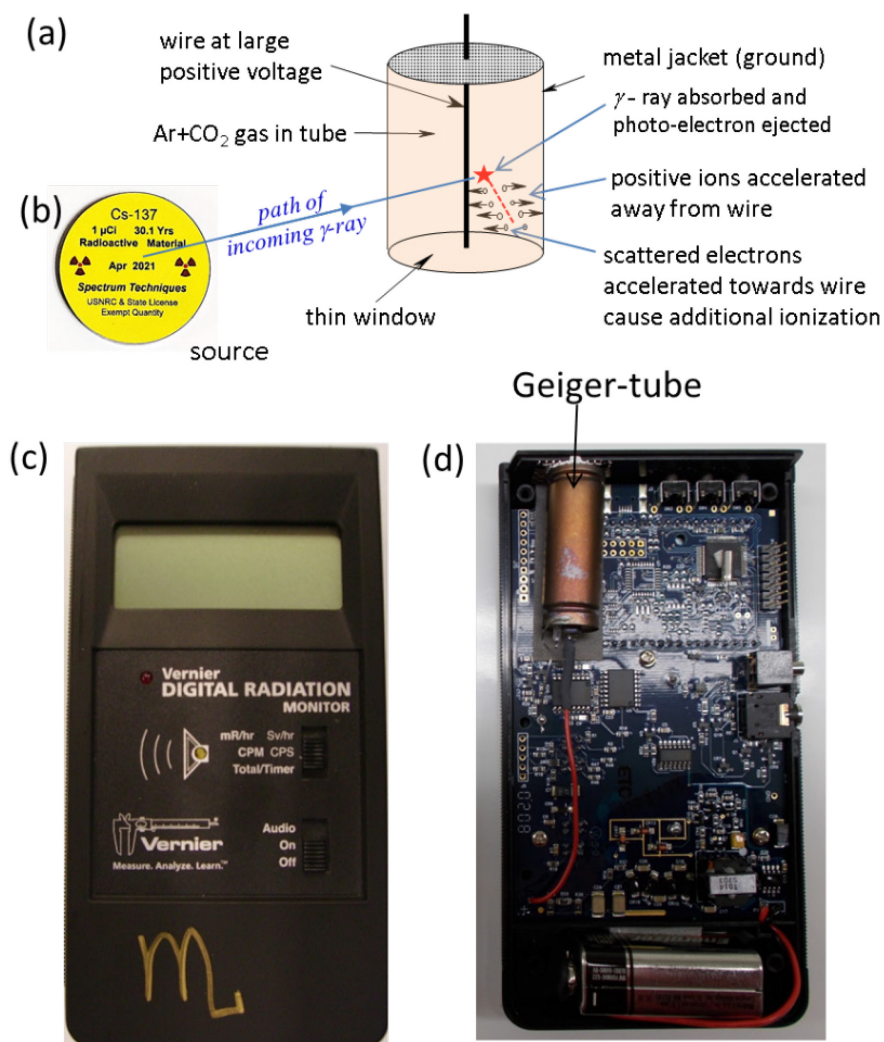 (a)
wire at large
positive voltage
metal jacket (ground)
γ- ray absorbed and
photo-electron ejected
Ar+CO₂ gas in tube
positive ions accelerated
away from wire
(b)
path of
incoming γ-ray
Cs-137
1 μCi 30.1 Yrs
Radioactive Material
Apr 2021
Spectrum Techniques
USNRC & State License
Exempt Quantity
scattered electrons
accelerated towards wire
cause additional ionization
thin window
source
Geiger-tube
(c)
(d)
Vernier
DIGITAL RADIATION
MONITOR
mR/hr Sv/hr
CPM CPS
Total/Timer
Audio
On
Off
Vernier
Measure. Analyze. Learn.™
m
0208